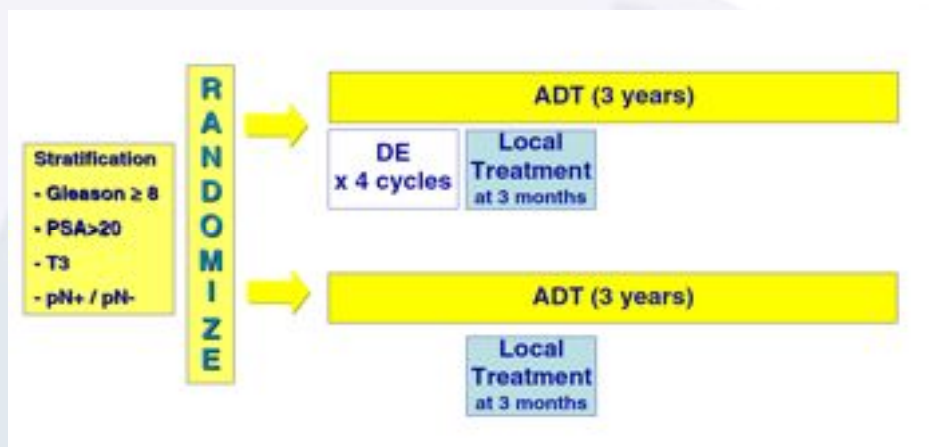 Stratification
- Gleason ≥ 8
- PSA>20
- T3
- pN+ / pN-
RANDOMIZE
ADT (3 years)
DE
x 4 cycles
Local
Treatment
at 3 months
ADT (3 years)
Local
Treatment
at 3 months